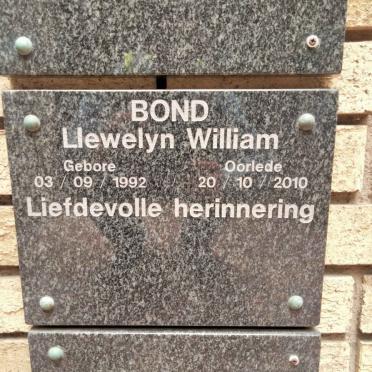 BOND
Llewelyn William
Gebore Oorlede
03 / 09 / 1992 20 / 10 / 2010
Liefdevolle herinnering